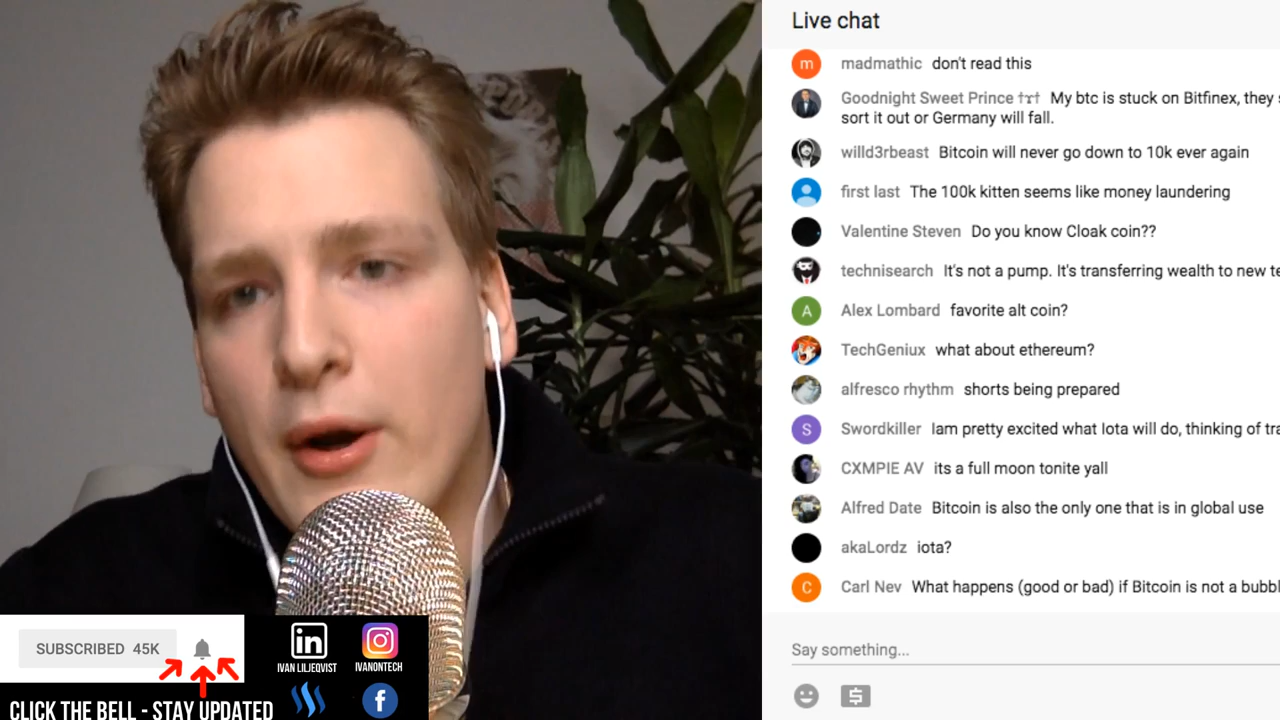 Live chat
m madmathic don't read this
Goodnight Sweet Prince †ɤ† My btc is stuck on Bitfinex, they
sort it out or Germany will fall.
willd3rbeast Bitcoin will never go down to 10k ever again
first last The 100k kitten seems like money laundering
Valentine Steven Do you know Cloak coin??
technisearch It's not a pump. It's transferring wealth to new
A Alex Lombard favorite alt coin?
TechGeniux what about ethereum?
alfresco rhythm shorts being prepared
S Swordkiller Iam pretty excited what Iota will do, thinking of
CXMPIE AV its a full moon tonite yall
Alfred Date Bitcoin is also the only one that is in global use
akaLordz iota?
C Carl Nev What happens (good or bad) if Bitcoin is not a
Say something...
$
SUBSCRIBED 45K
CLICK THE BELL - STAY UPDATED
in
IVAN LILJEQVIST IVANONTECH
f